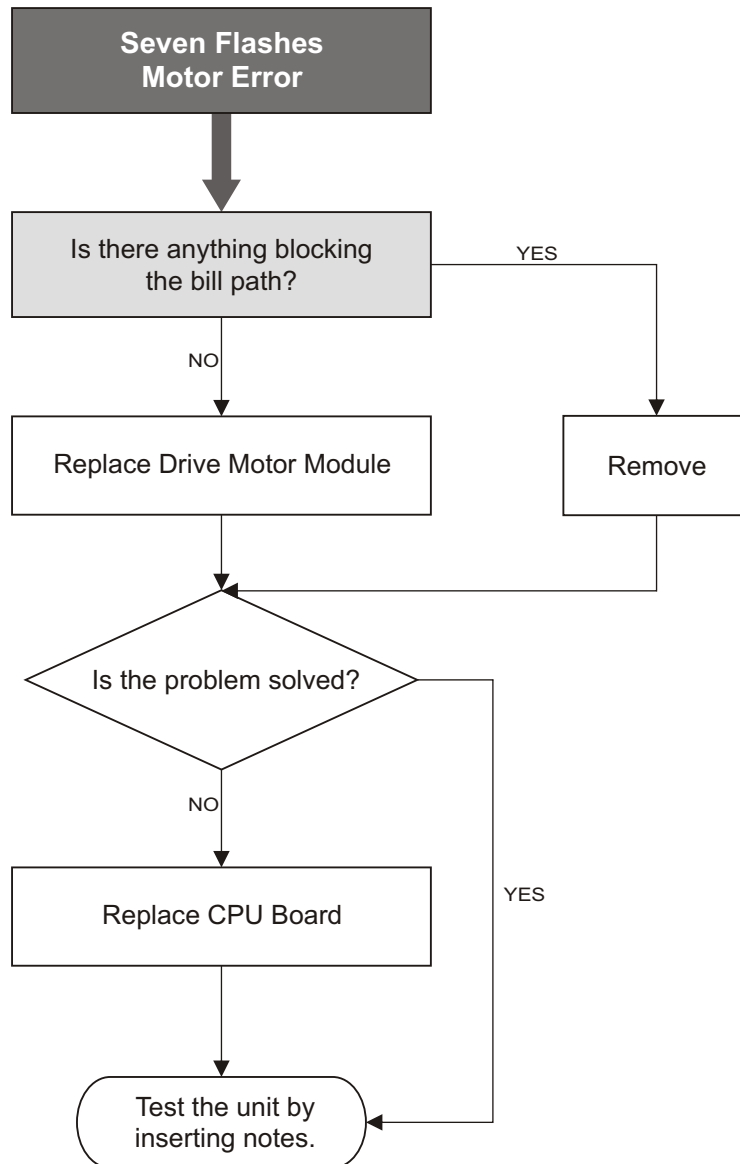 Seven Flashes
Motor Error
Is there anything blocking
the bill path?
YES
NO
Replace Drive Motor Module
Remove
Is the problem solved?
NO
YES
Replace CPU Board
Test the unit by
inserting notes.